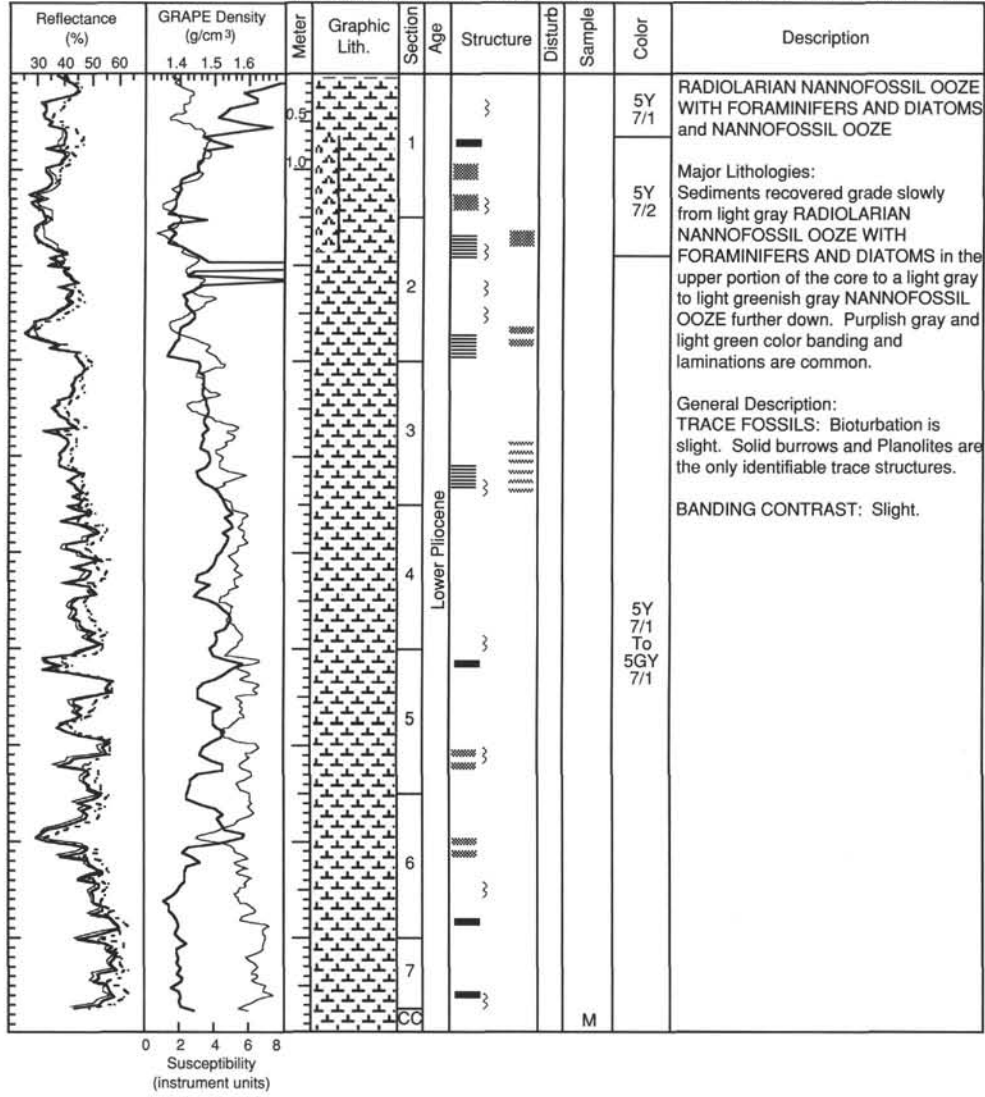 Reflectance
(%)
30 40 50 60
GRAPE Density
(g/cm³)
1.4 1.5 1.6
Meter
Graphic
Lith.
Section
Age
Structure
Disturb
Sample
Color
Description
0.5
1.0
1
2
3
4
5
6
7
CC
Lower Pliocene
M
5Y
7/1
5Y
7/2
5Y
7/1
To
5GY
7/1
RADIOLARIAN NANNOFOSSIL OOZE
WITH FORAMINIFERS AND DIATOMS
and NANNOFOSSIL OOZE
Major Lithologies:
Sediments recovered grade slowly
from light gray RADIOLARIAN
NANNOFOSSIL OOZE WITH
FORAMINIFERS AND DIATOMS in the
upper portion of the core to a light gray
to light greenish gray NANNOFOSSIL
OOZE further down. Purplish gray and
light green color banding and
laminations are common.
General Description:
TRACE FOSSILS: Bioturbation is
slight. Solid burrows and Planolites are
the only identifiable trace structures.
BANDING CONTRAST: Slight.
0 2 4 6 8
Susceptibility
(instrument units)